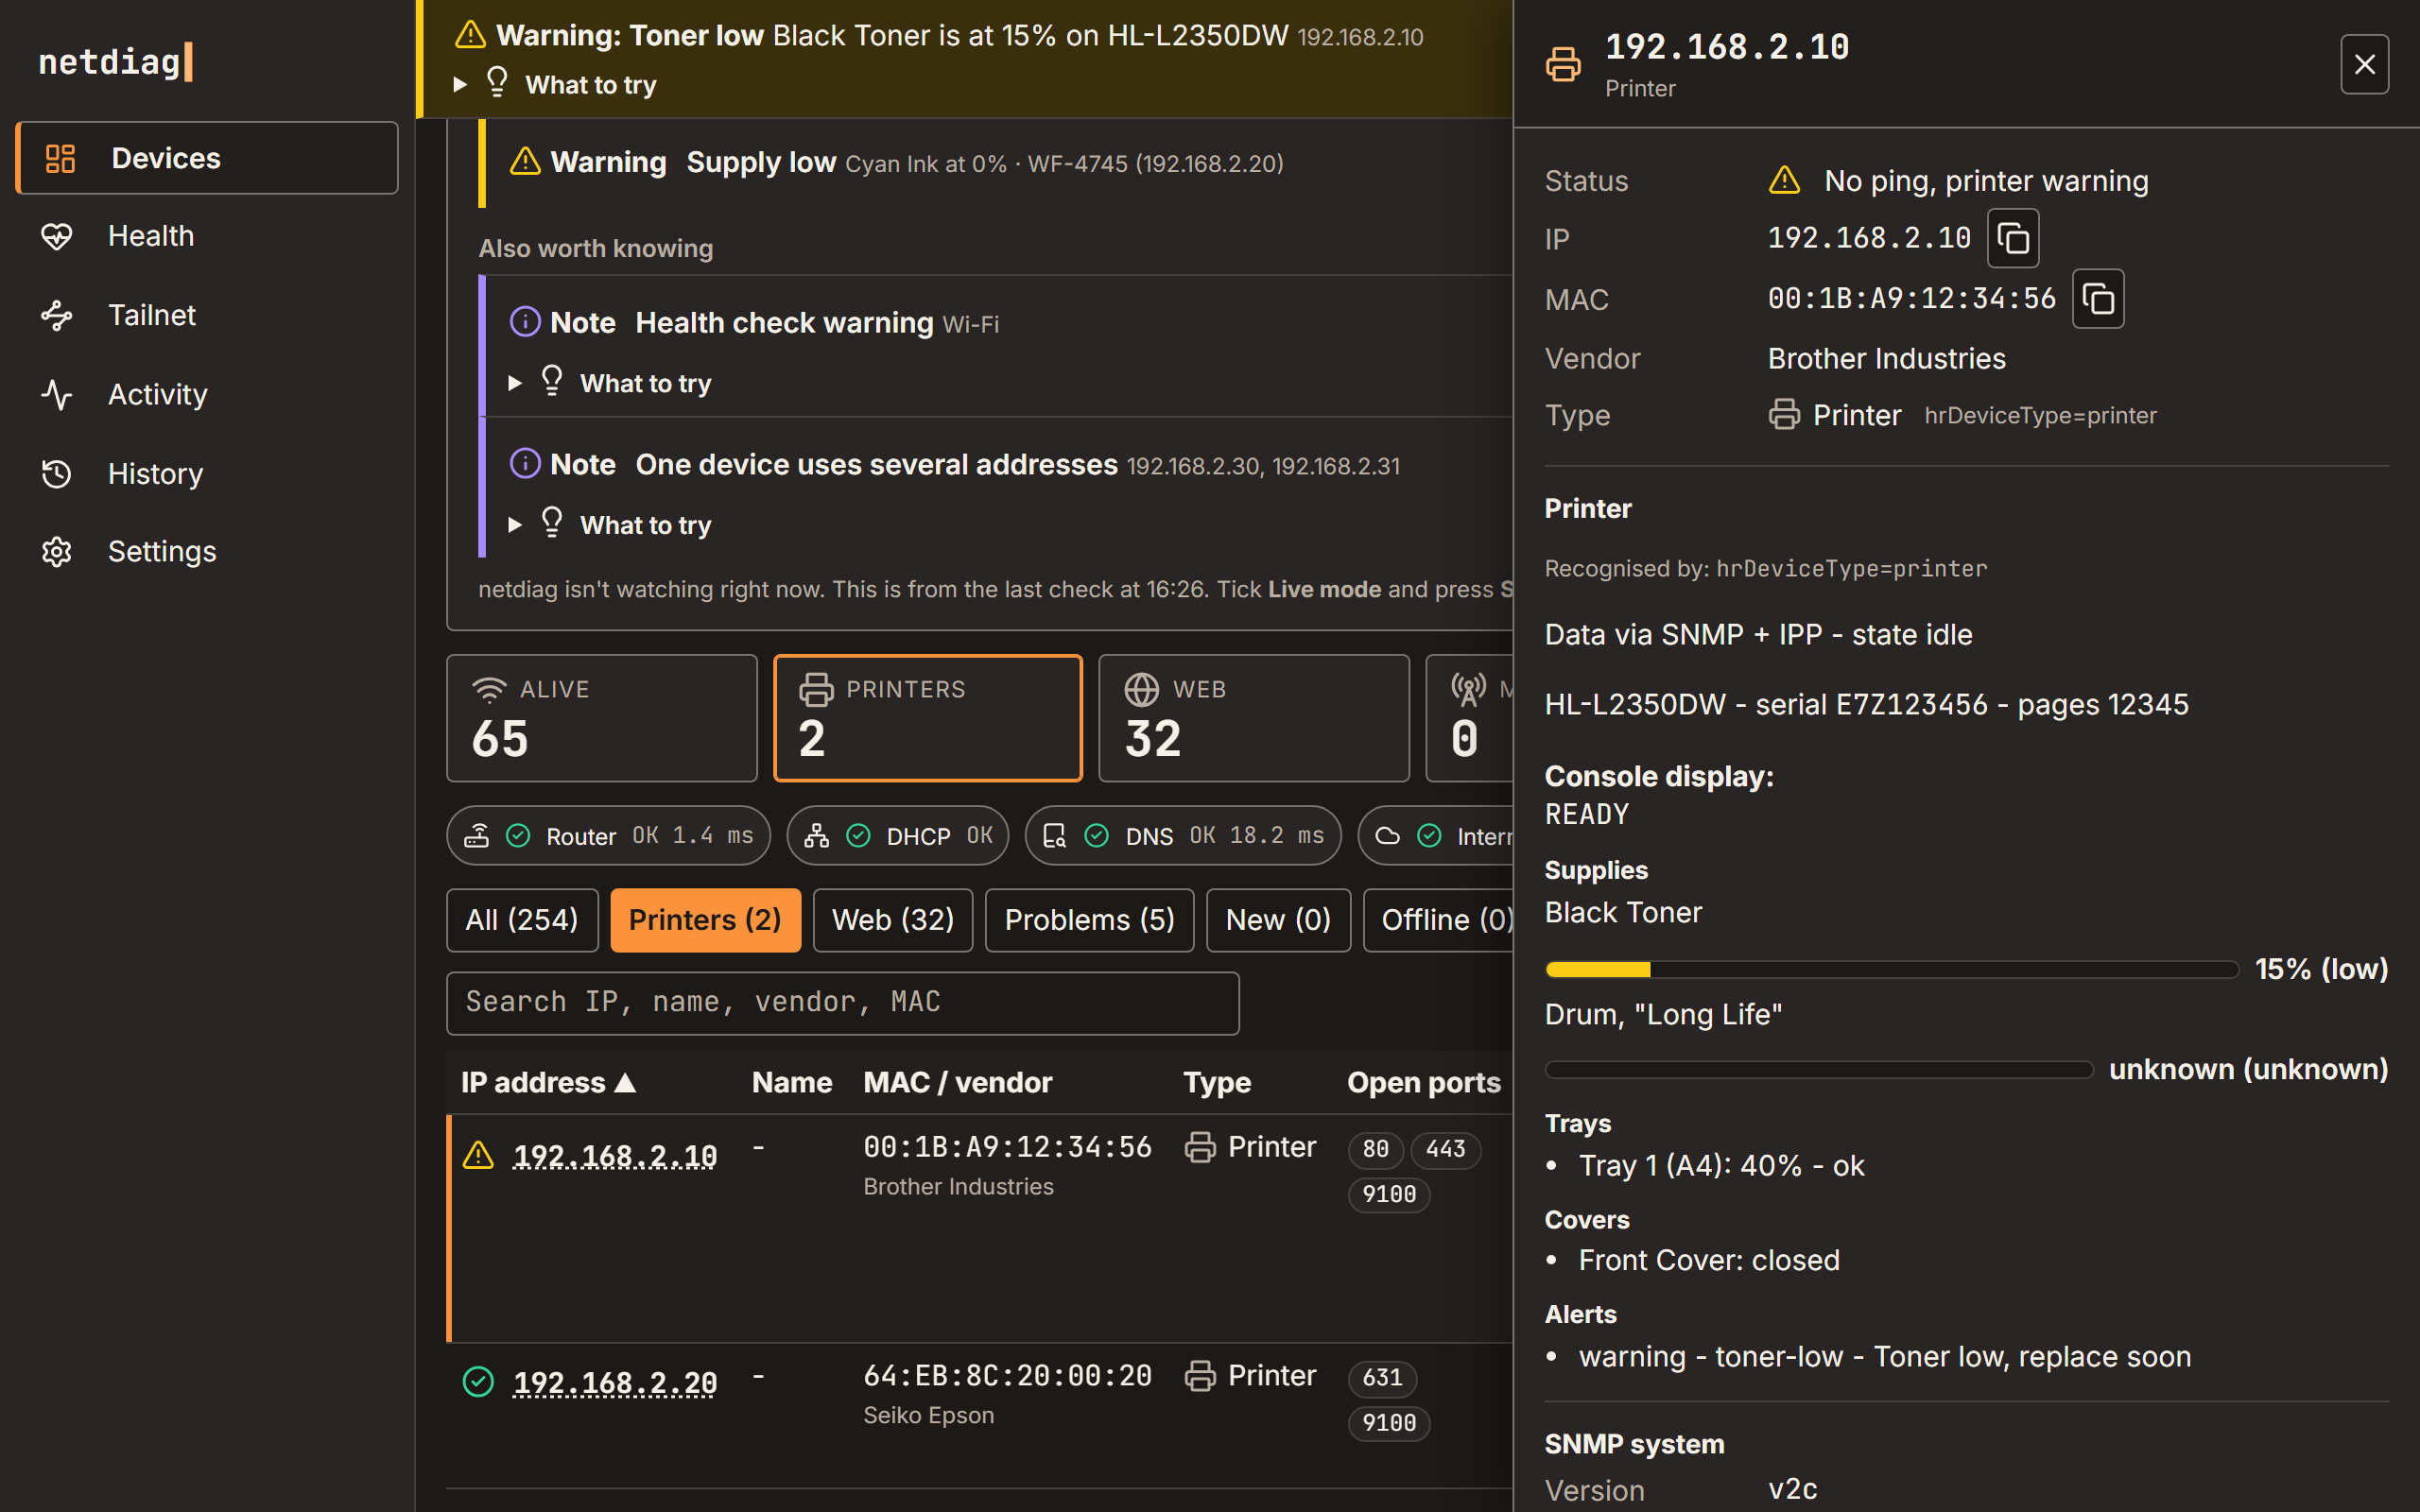 netdiag
Devices
Health
Tailnet
Activity
History
Settings
Warning: Toner low Black Toner is at 15% on HL-L2350DW 192.168.2.10
What to try
Warning Supply low Cyan Ink at 0% · WF-4745 (192.168.2.20)
Also worth knowing
Note Health check warning Wi-Fi
What to try
Note One device uses several addresses 192.168.2.30, 192.168.2.31
What to try
netdiag isn't watching right now. This is from the last check at 16:26. Tick Live mode and press S
ALIVE
65
PRINTERS
2
WEB
32
M
0
Router OK 1.4 ms
DHCP OK
DNS OK 18.2 ms
Intern
All (254)
Printers (2)
Web (32)
Problems (5)
New (0)
Offline (0)
Search IP, name, vendor, MAC
IP address ▲ Name MAC / vendor Type Open ports
192.168.2.10 - 00:1B:A9:12:34:56 Printer 80 443
Brother Industries 9100
192.168.2.20 - 64:EB:8C:20:00:20 Printer 631
Seiko Epson 9100
192.168.2.10
Printer
Status No ping, printer warning
IP 192.168.2.10
MAC 00:1B:A9:12:34:56
Vendor Brother Industries
Type Printer hrDeviceType=printer
Printer
Recognised by: hrDeviceType=printer
Data via SNMP + IPP - state idle
HL-L2350DW - serial E7Z123456 - pages 12345
Console display:
READY
Supplies
Black Toner
15% (low)
Drum, "Long Life"
unknown (unknown)
Trays
• Tray 1 (A4): 40% - ok
Covers
• Front Cover: closed
Alerts
• warning - toner-low - Toner low, replace soon
SNMP system
Version v2c